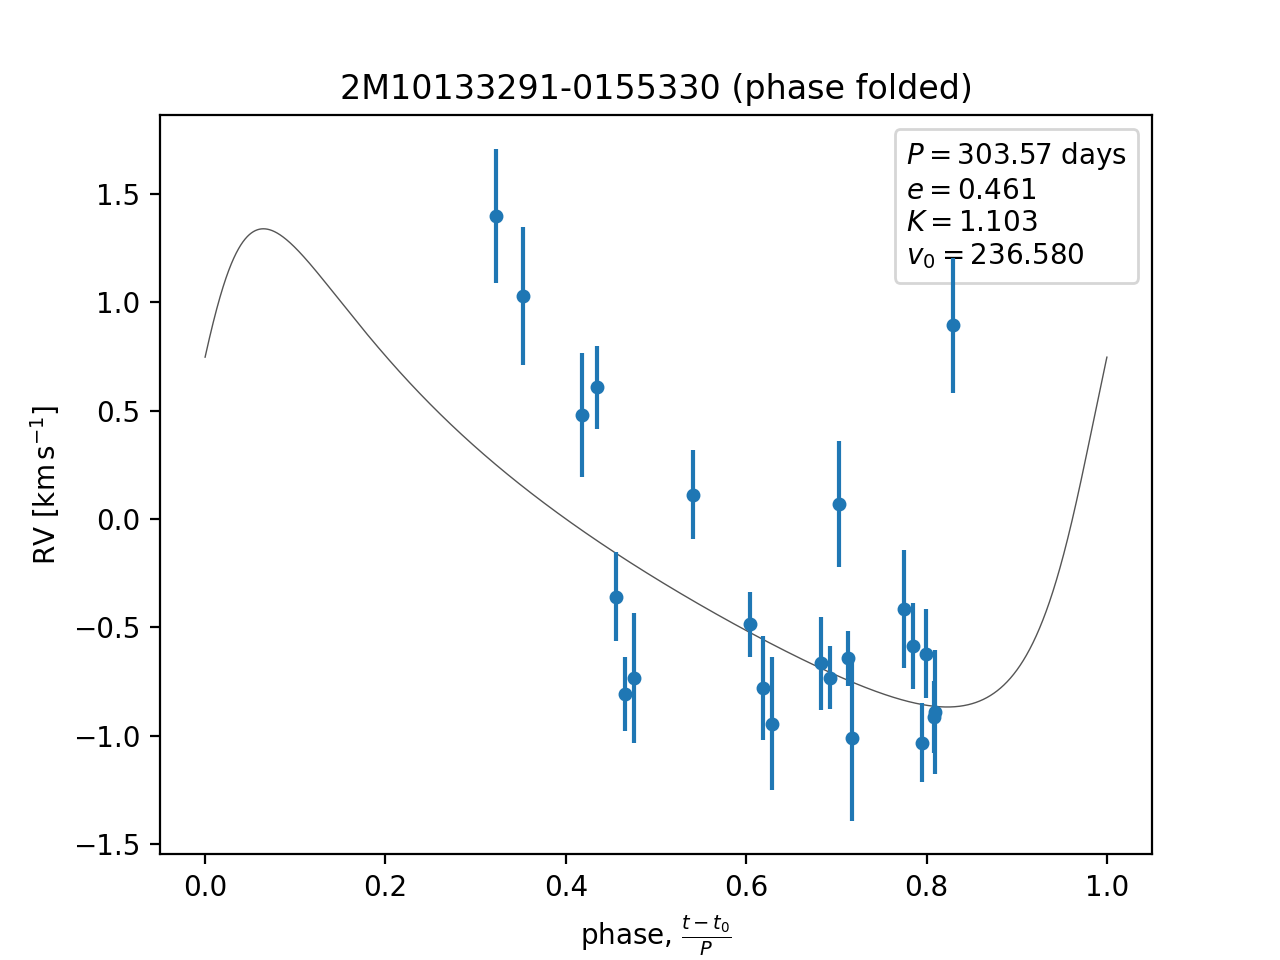 2M10133291-0155330 (phase folded)
P = 303.57 days
e = 0.461
K = 1.103
v₀ = 236.580
RV [km s⁻¹]
1.5
1.0
0.5
0.0
−0.5
−1.0
−1.5
0.0 0.2 0.4 0.6 0.8 1.0
phase, (t − t₀)/P